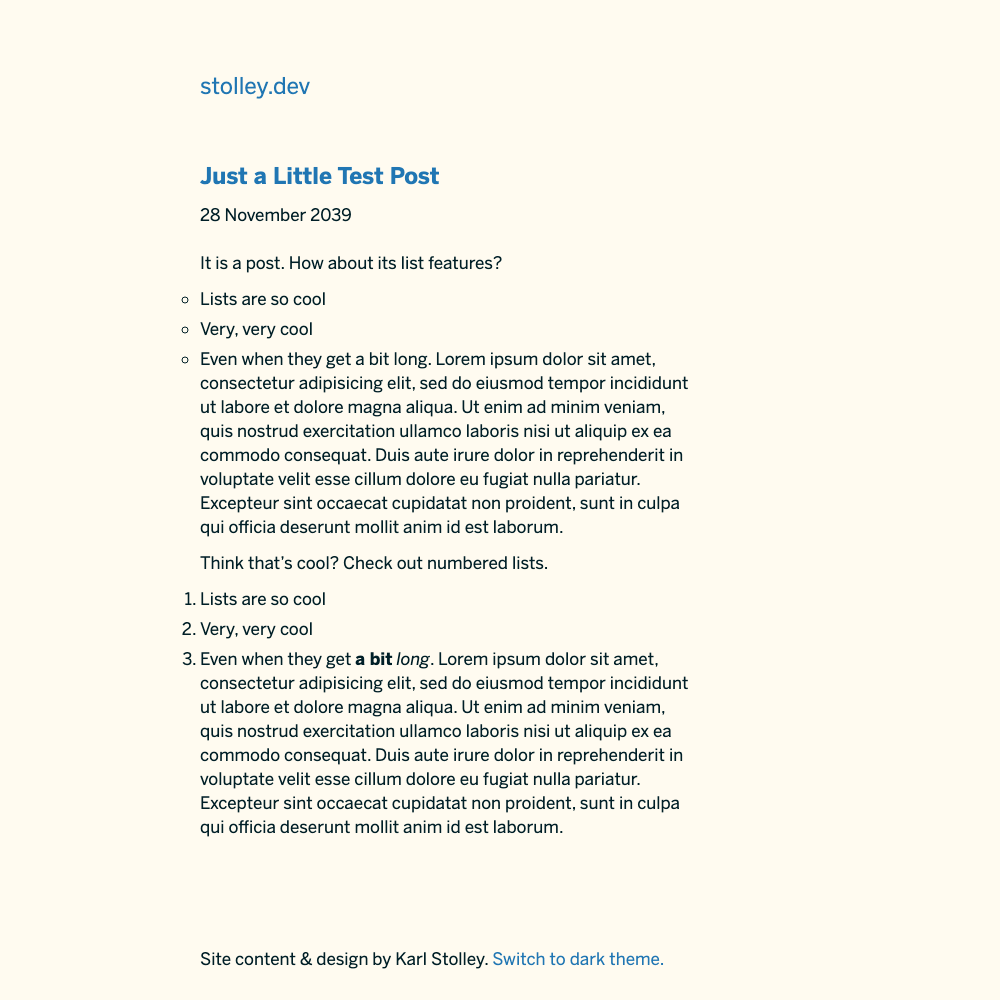 stolley.dev
Just a Little Test Post
28 November 2039
It is a post. How about its list features?
Lists are so cool
Very, very cool
Even when they get a bit long. Lorem ipsum dolor sit amet,
consectetur adipisicing elit, sed do eiusmod tempor incididunt
ut labore et dolore magna aliqua. Ut enim ad minim veniam,
quis nostrud exercitation ullamco laboris nisi ut aliquip ex ea
commodo consequat. Duis aute irure dolor in reprehenderit in
voluptate velit esse cillum dolore eu fugiat nulla pariatur.
Excepteur sint occaecat cupidatat non proident, sunt in culpa
qui officia deserunt mollit anim id est laborum.
Think that’s cool? Check out numbered lists.
1. Lists are so cool
2. Very, very cool
3. Even when they get a bit long. Lorem ipsum dolor sit amet,
consectetur adipisicing elit, sed do eiusmod tempor incididunt
ut labore et dolore magna aliqua. Ut enim ad minim veniam,
quis nostrud exercitation ullamco laboris nisi ut aliquip ex ea
commodo consequat. Duis aute irure dolor in reprehenderit in
voluptate velit esse cillum dolore eu fugiat nulla pariatur.
Excepteur sint occaecat cupidatat non proident, sunt in culpa
qui officia deserunt mollit anim id est laborum.
Site content & design by Karl Stolley. Switch to dark theme.